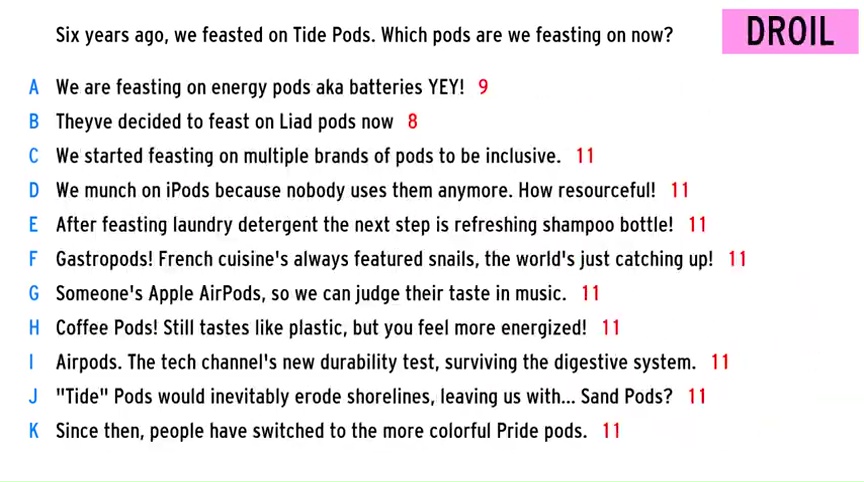 Six years ago, we feasted on Tide Pods. Which pods are we feasting on now?
DROIL
A We are feasting on energy pods aka batteries YEY! 9
B Theyve decided to feast on Liad pods now 8
C We started feasting on multiple brands of pods to be inclusive. 11
D We munch on iPods because nobody uses them anymore. How resourceful! 11
E After feasting laundry detergent the next step is refreshing shampoo bottle! 11
F Gastropods! French cuisine's always featured snails, the world's just catching up! 11
G Someone's Apple AirPods, so we can judge their taste in music. 11
H Coffee Pods! Still tastes like plastic, but you feel more energized! 11
I Airpods. The tech channel's new durability test, surviving the digestive system. 11
J "Tide" Pods would inevitably erode shorelines, leaving us with... Sand Pods? 11
K Since then, people have switched to the more colorful Pride pods. 11